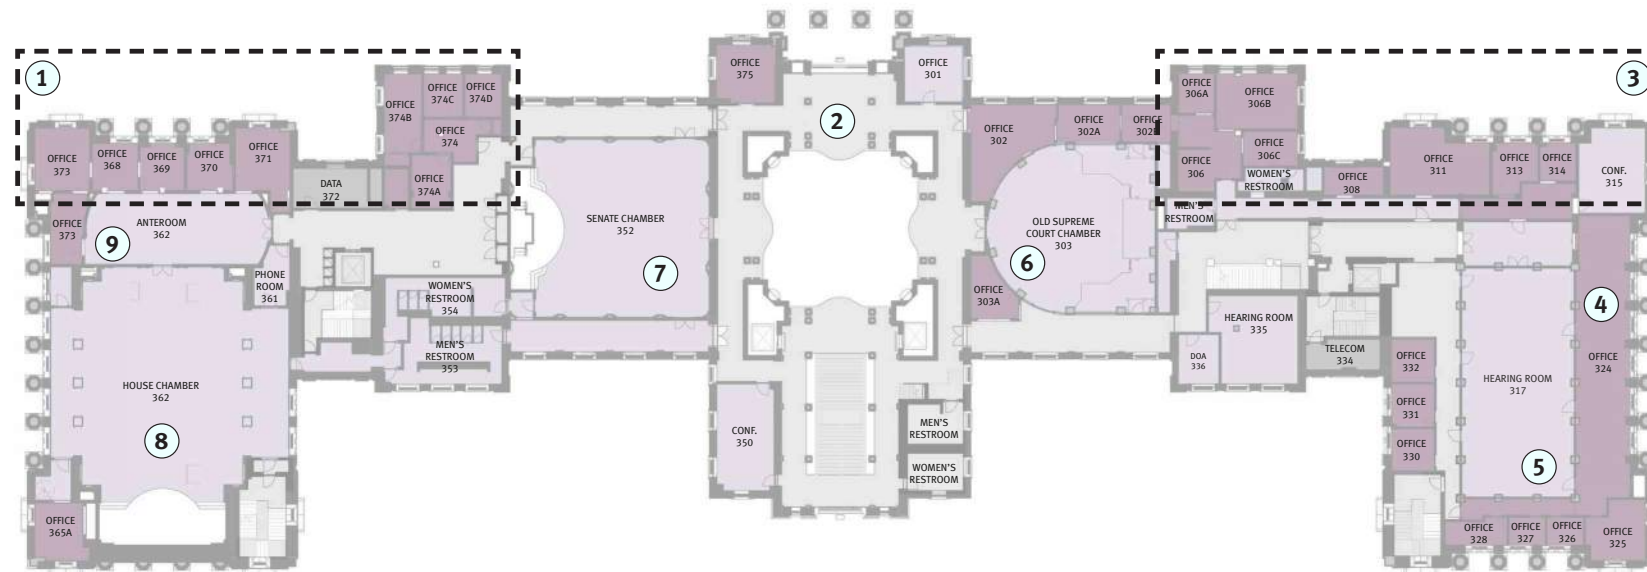 1
OFFICE
373
OFFICE
368
OFFICE
369
OFFICE
370
OFFICE
371
DATA
372
OFFICE
374B
OFFICE
374C
OFFICE
374D
OFFICE
374
OFFICE
374A
OFFICE
373
ANTEROOM
362
9
PHONE
ROOM
361
HOUSE CHAMBER
362
8
OFFICE
365A
WOMEN'S
RESTROOM
354
MEN'S
RESTROOM
353
SENATE CHAMBER
352
7
OFFICE
375
2
OFFICE
301
CONF.
350
MEN'S
RESTROOM
WOMEN'S
RESTROOM
OFFICE
302
OFFICE
302A
OFFICE
302B
OLD SUPREME
COURT CHAMBER
303
6
OFFICE
303A
3
OFFICE
306A
OFFICE
306B
OFFICE
306C
OFFICE
306
WOMEN'S
RESTROOM
MEN'S
RESTROOM
OFFICE
308
OFFICE
311
OFFICE
313
OFFICE
314
CONF.
315
HEARING ROOM
335
DOA
336
TELECOM
334
OFFICE
332
OFFICE
331
OFFICE
330
HEARING ROOM
317
5
4
OFFICE
324
OFFICE
328
OFFICE
327
OFFICE
326
OFFICE
325